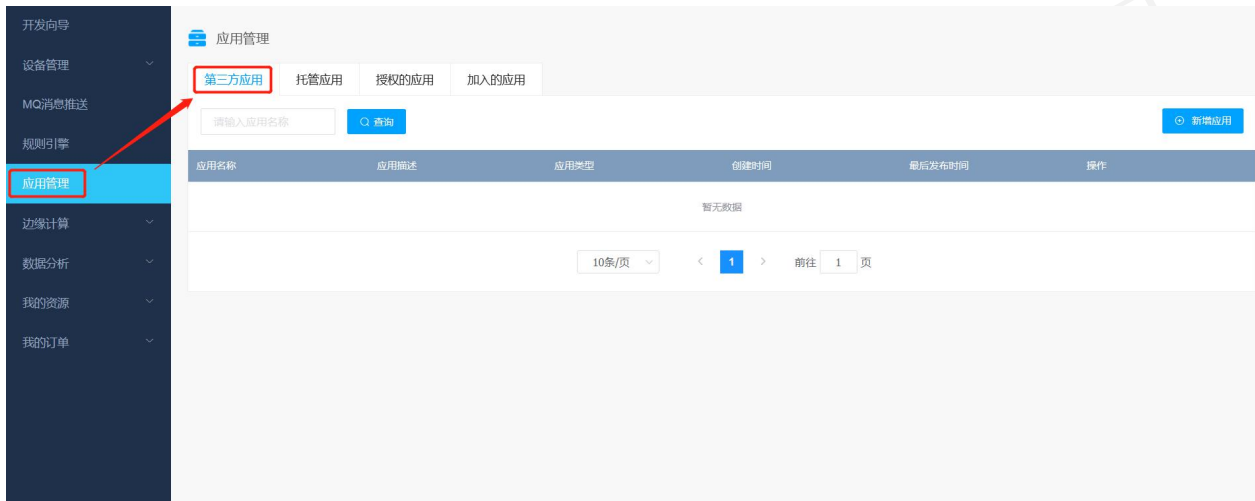 开发向导
设备管理
MQ消息推送
规则引擎
应用管理
边缘计算
数据分析
我的资源
我的订单
应用管理
第三方应用 托管应用 授权的应用 加入的应用
请输入应用名称 查询 新增应用
应用名称 应用描述 应用类型 创建时间 最后发布时间 操作
暂无数据
10条/页 1 前往 1 页